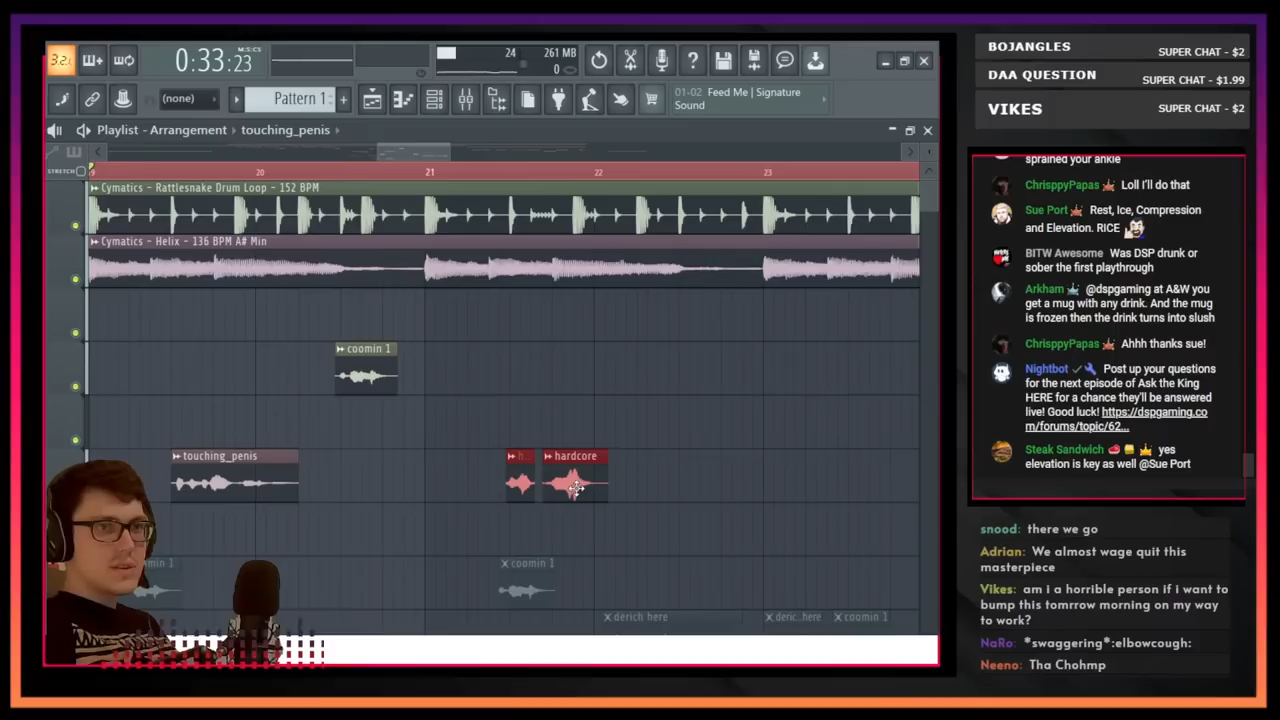 3.2.
0:33:23
M:S:CS
24
261 MB
0
(none)
Pattern 1
01-02 Feed Me | Signature
Sound
Playlist - Arrangement
touching_penis
STRETCH
9
20
21
22
23
Cymatics - Rattlesnake Drum Loop - 152 BPM
Cymatics - Helix - 136 BPM A# Min
coomin 1
touching_penis
h...
hardcore
min 1
coomin 1
derich here
deric..here
coomin 1
BOJANGLES
SUPER CHAT - $2
DAA QUESTION
SUPER CHAT - $1.99
VIKES
SUPER CHAT - $2
sprained your ankle
ChrisppyPapas Loll I'll do that
Sue Port Rest, Ice, Compression
and Elevation. RICE
BITW Awesome Was DSP drunk or
sober the first playthrough
Arkham @dspgaming at A&W you
get a mug with any drink. And the mug
is frozen then the drink turns into slush
ChrisppyPapas Ahhh thanks sue!
Nightbot Post up your questions
for the next episode of Ask the King
HERE for a chance they'll be answered
live! Good luck! https://dspgaming.co
m/forums/topic/62...
Steak Sandwich yes
elevation is key as well @Sue Port
snood: there we go
Adrian: We almost wage quit this
masterpiece
Vikes: am i a horrible person if i want to
bump this tomrrow morning on my way
to work?
NaRo: *swaggering*:elbowcough:
Neeno: Tha Chohmp